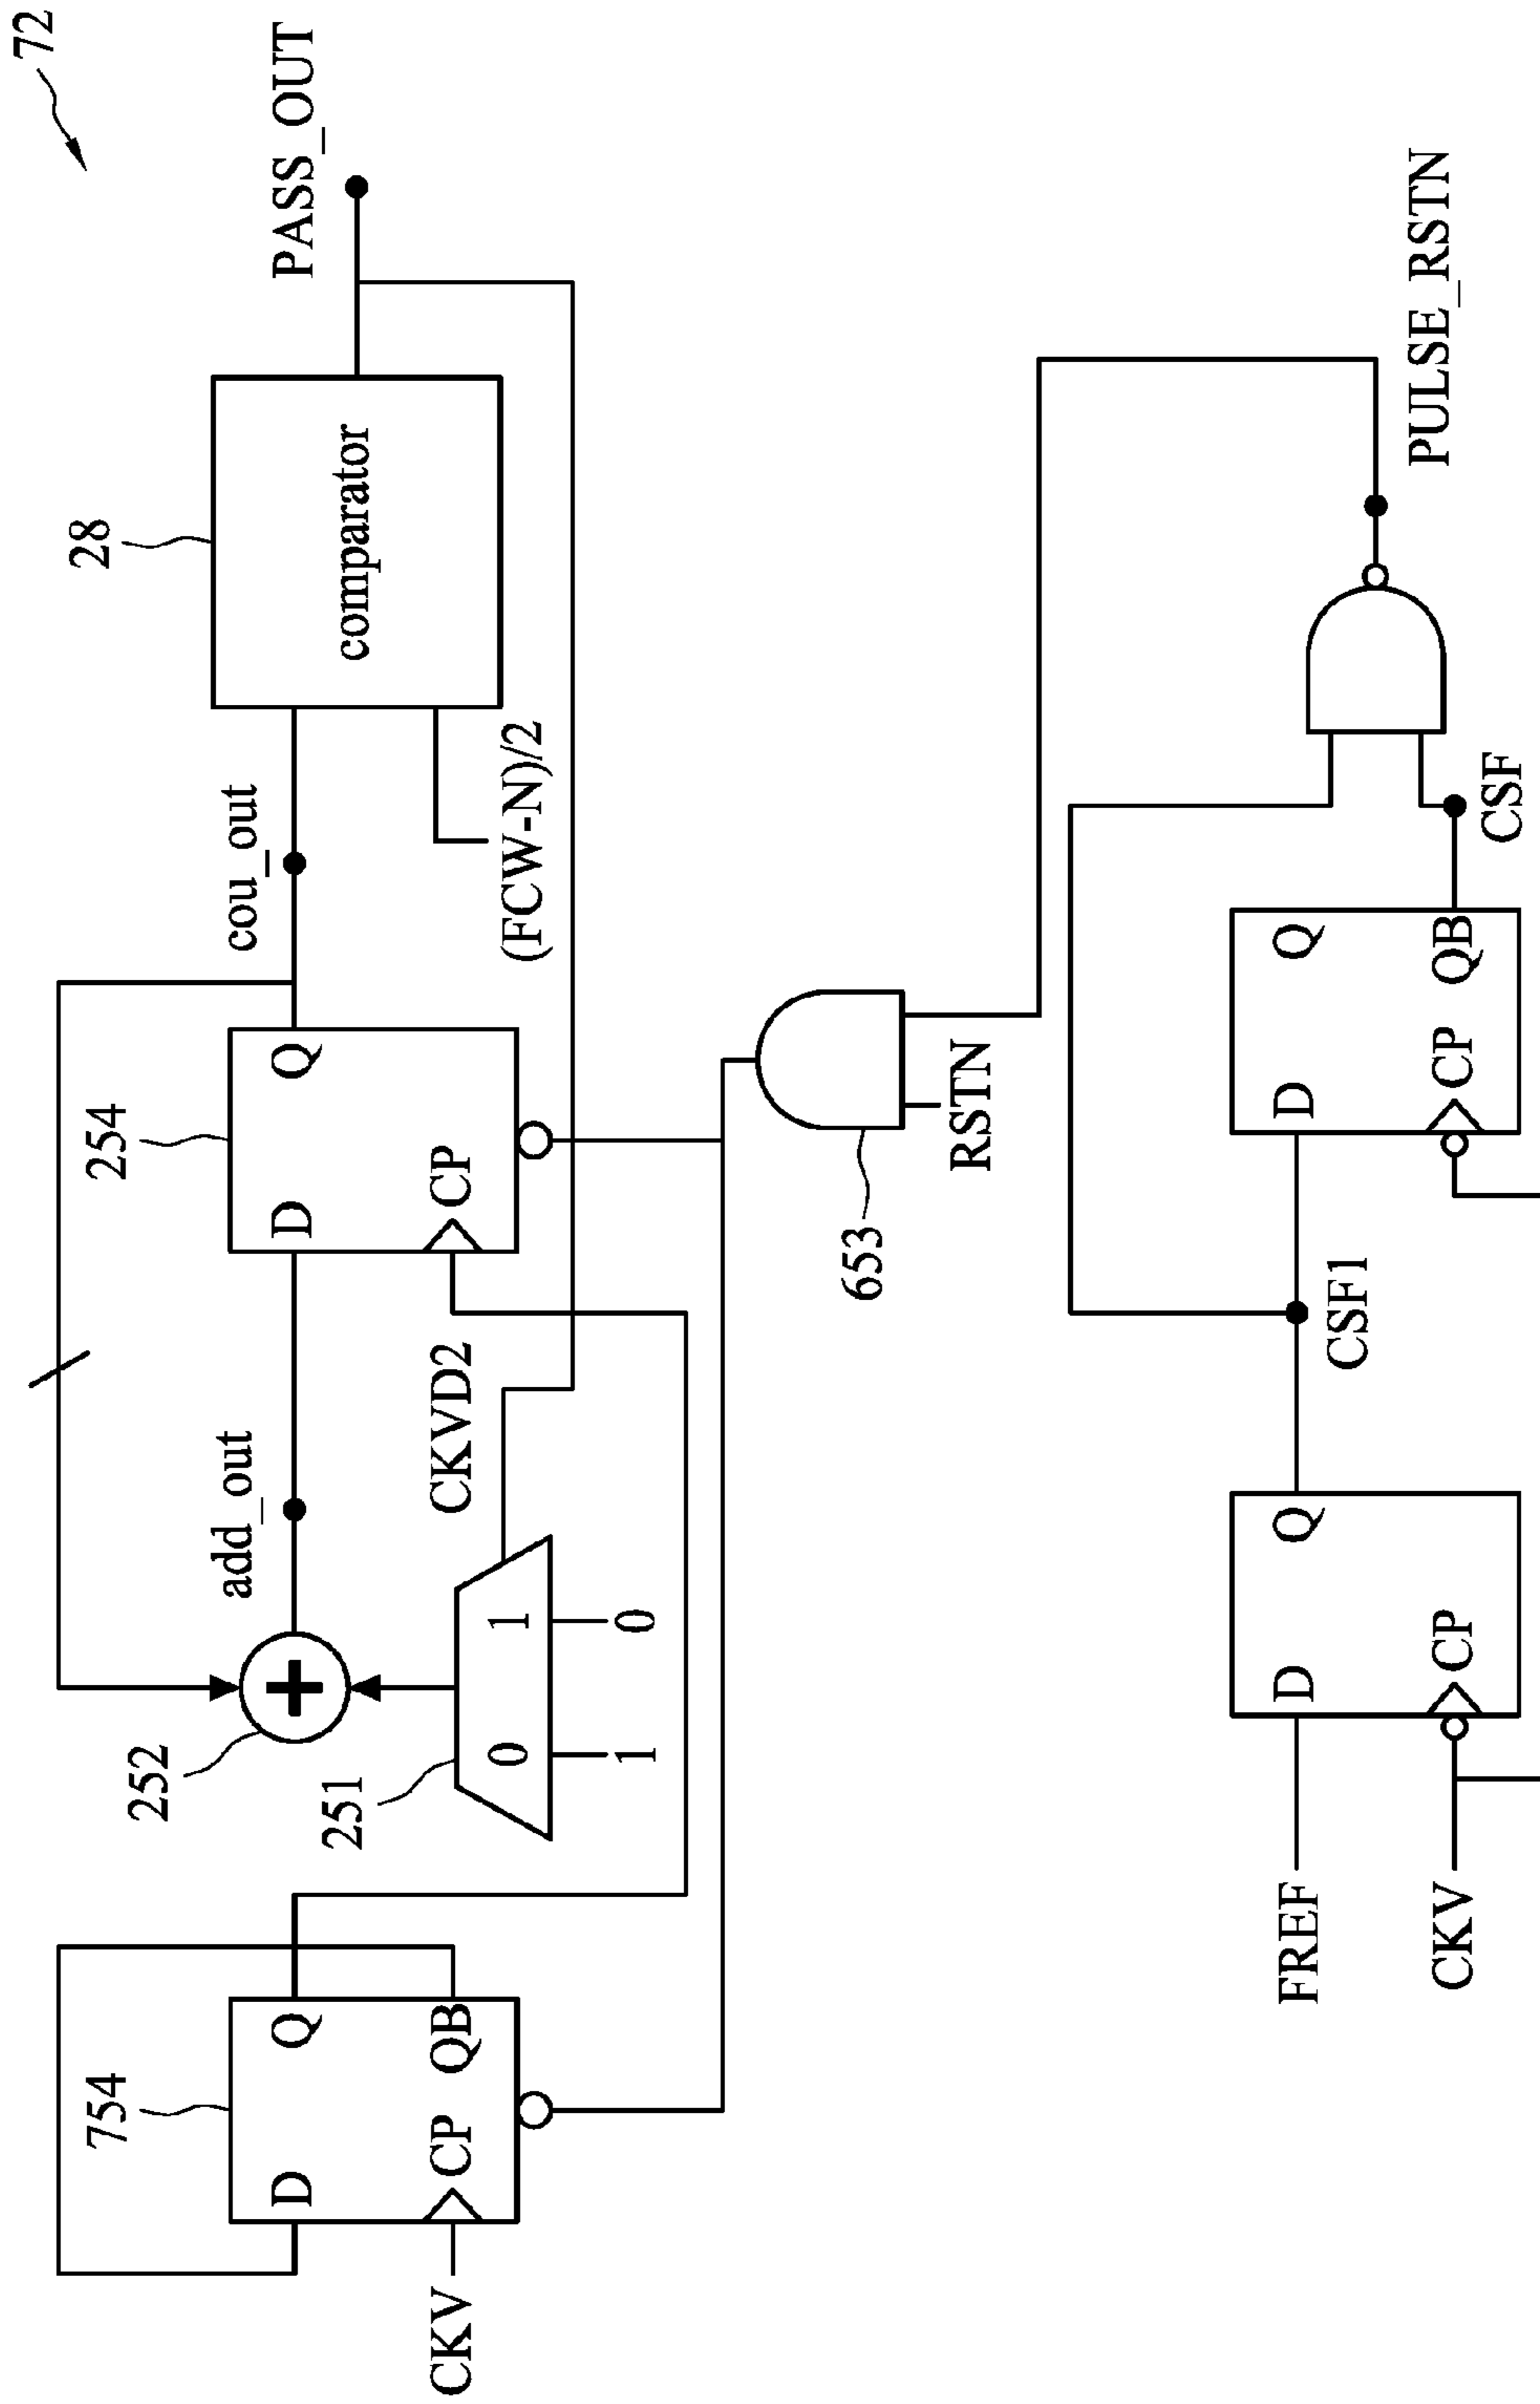 72
754
D
Q
CP
QB
CKV
252
251
0
1
1
0
add_out
CKVD2
254
D
Q
CP
cou_out
(FCW-N)/2
28
comparator
PASS_OUT
653
RSTN
FREF
CKV
D
Q
CP
CSF1
D
Q
CP
QB
CSF
PULSE_RSTN